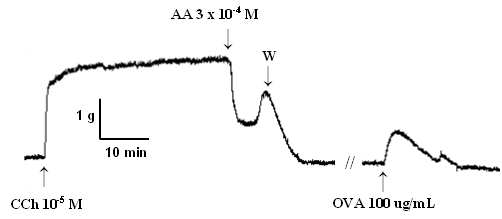 AA 3 x 10⁻⁴ M
W
1 g
10 min
//
CCh 10⁻⁵ M
OVA 100 ug/mL